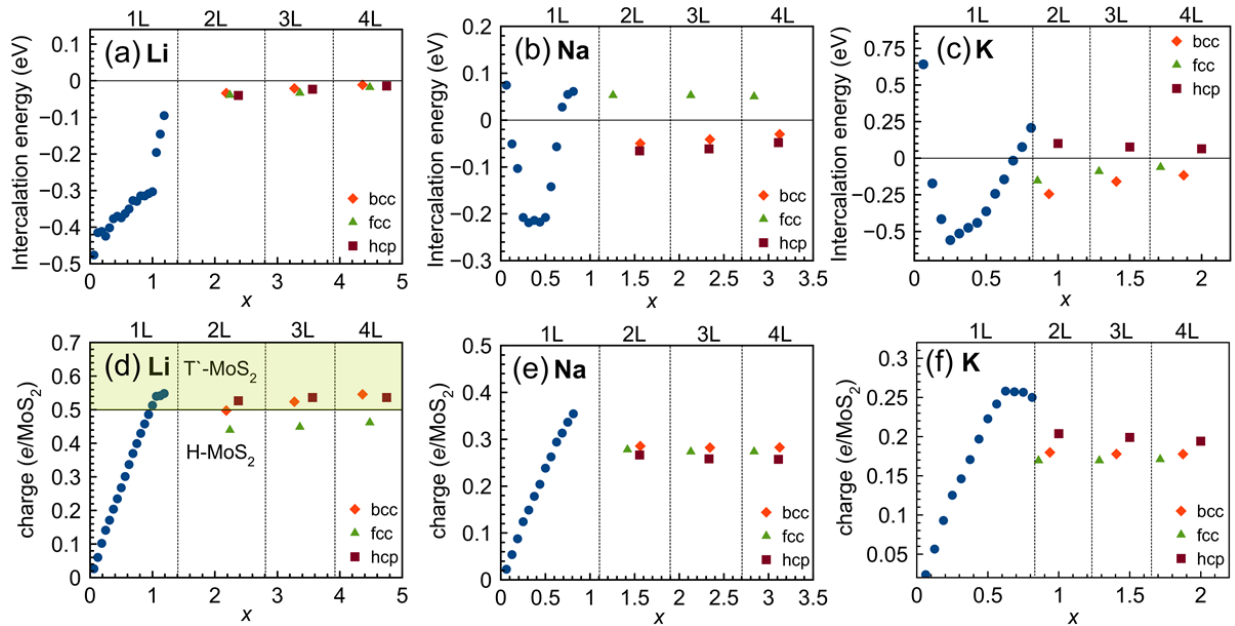 1L 2L 3L 4L
(a) Li
Intercalation energy (eV)
0.1
0
−0.1
−0.2
−0.3
−0.4
−0.5
bcc
fcc
hcp
0 1 2 3 4 5
x
1L 2L 3L 4L
(b) Na
Intercalation energy (eV)
0.2
0.1
0
−0.1
−0.2
−0.3
bcc
fcc
hcp
0 0.5 1 1.5 2 2.5 3 3.5
x
1L 2L 3L 4L
(c) K
Intercalation energy (eV)
0.75
0.5
0.25
0
−0.25
−0.5
bcc
fcc
hcp
0 0.5 1 1.5 2
x
1L 2L 3L 4L
(d) Li
charge (e/MoS₂)
0.7
0.6
0.5
0.4
0.3
0.2
0.1
0
T`-MoS₂
H-MoS₂
bcc
fcc
hcp
0 1 2 3 4 5
x
1L 2L 3L 4L
(e) Na
charge (e/MoS₂)
0.5
0.4
0.3
0.2
0.1
0
bcc
fcc
hcp
0 0.5 1 1.5 2 2.5 3 3.5
x
1L 2L 3L 4L
(f) K
charge (e/MoS₂)
0.3
0.25
0.2
0.15
0.1
0.05
bcc
fcc
hcp
0 0.5 1 1.5 2
x